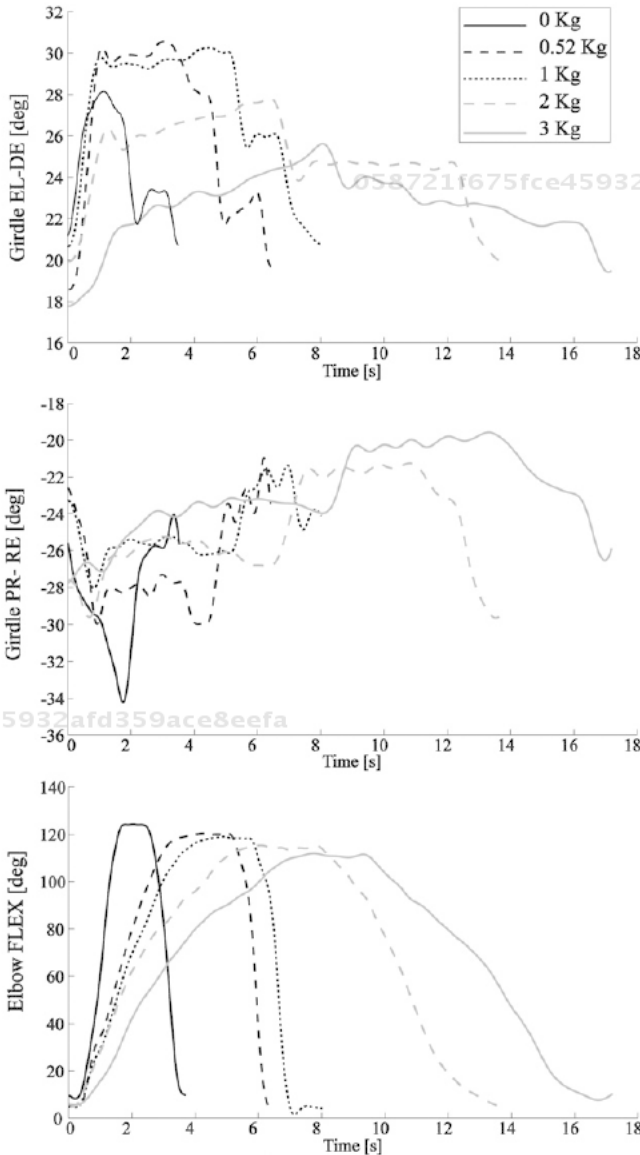 Girdle EL-DE [deg]
32
30
28
26
24
22
20
18
16
0 Kg
0.52 Kg
1 Kg
2 Kg
3 Kg
658721f675fce45932
0 2 4 6 8 10 12 14 16 18
Time [s]
Girdle PR- RE [deg]
-18
-20
-22
-24
-26
-28
-30
-32
-34
-36
5932afd359ace8eefa
0 2 4 6 8 10 12 14 16 18
Time [s]
Elbow FLEX [deg]
140
120
100
80
60
40
20
0
0 2 4 6 8 10 12 14 16 18
Time [s]